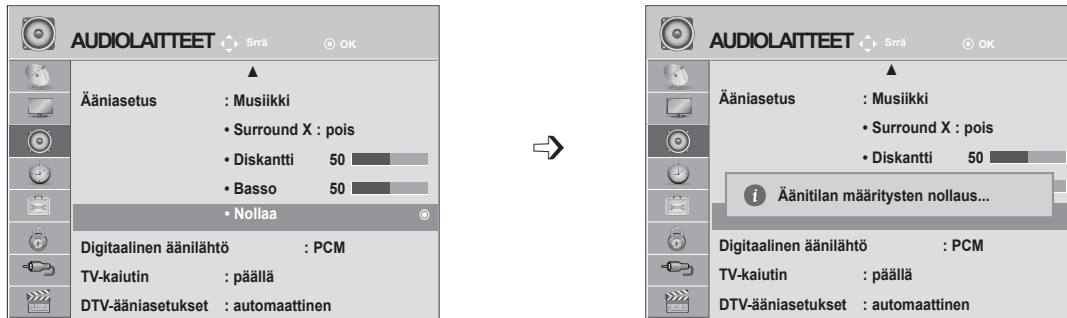 AUDIOLAITTEET Srrä OK
▲
Ääniasetus : Musiikki
• Surround X : pois
• Diskantti 50
• Basso 50
• Nollaa
Digitaalinen äänilähtö : PCM
TV-kaiutin : päällä
DTV-ääniasetukset : automaattinen
AUDIOLAITTEET Srrä OK
▲
Ääniasetus : Musiikki
• Surround X : pois
• Diskantti 50
i Äänitilan määritysten nollaus...
Digitaalinen äänilähtö : PCM
TV-kaiutin : päällä
DTV-ääniasetukset : automaattinen